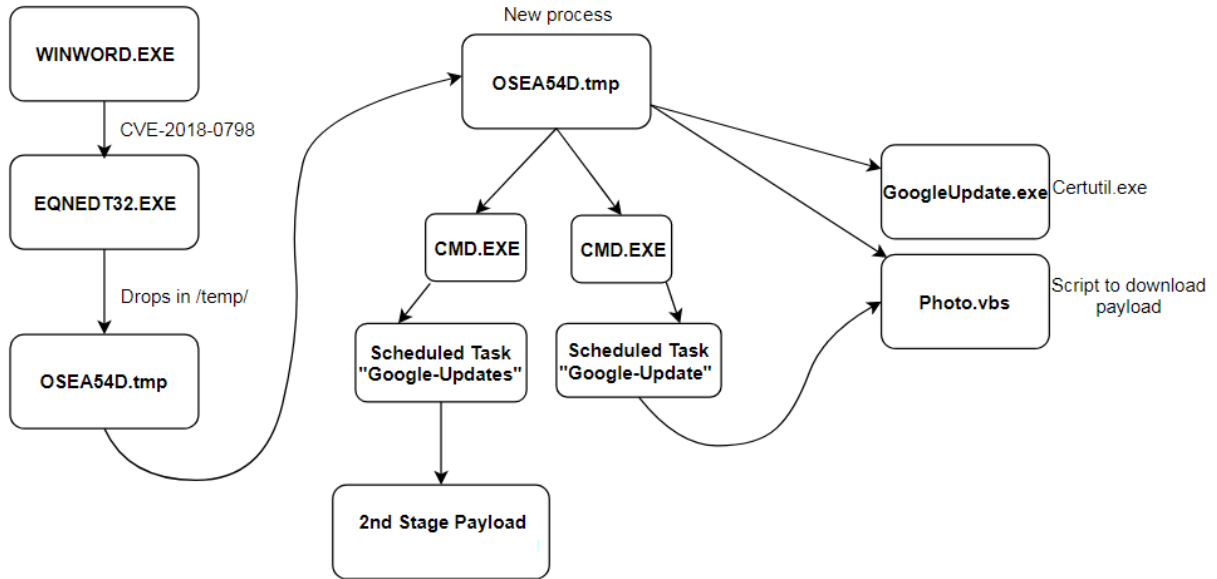 New process
WINWORD.EXE
OSEA54D.tmp
CVE-2018-0798
EQNEDT32.EXE
GoogleUpdate.exe
Certutil.exe
CMD.EXE
CMD.EXE
Drops in /temp/
Photo.vbs
Script to download
payload
OSEA54D.tmp
Scheduled Task
"Google-Updates"
Scheduled Task
"Google-Update"
2nd Stage Payload